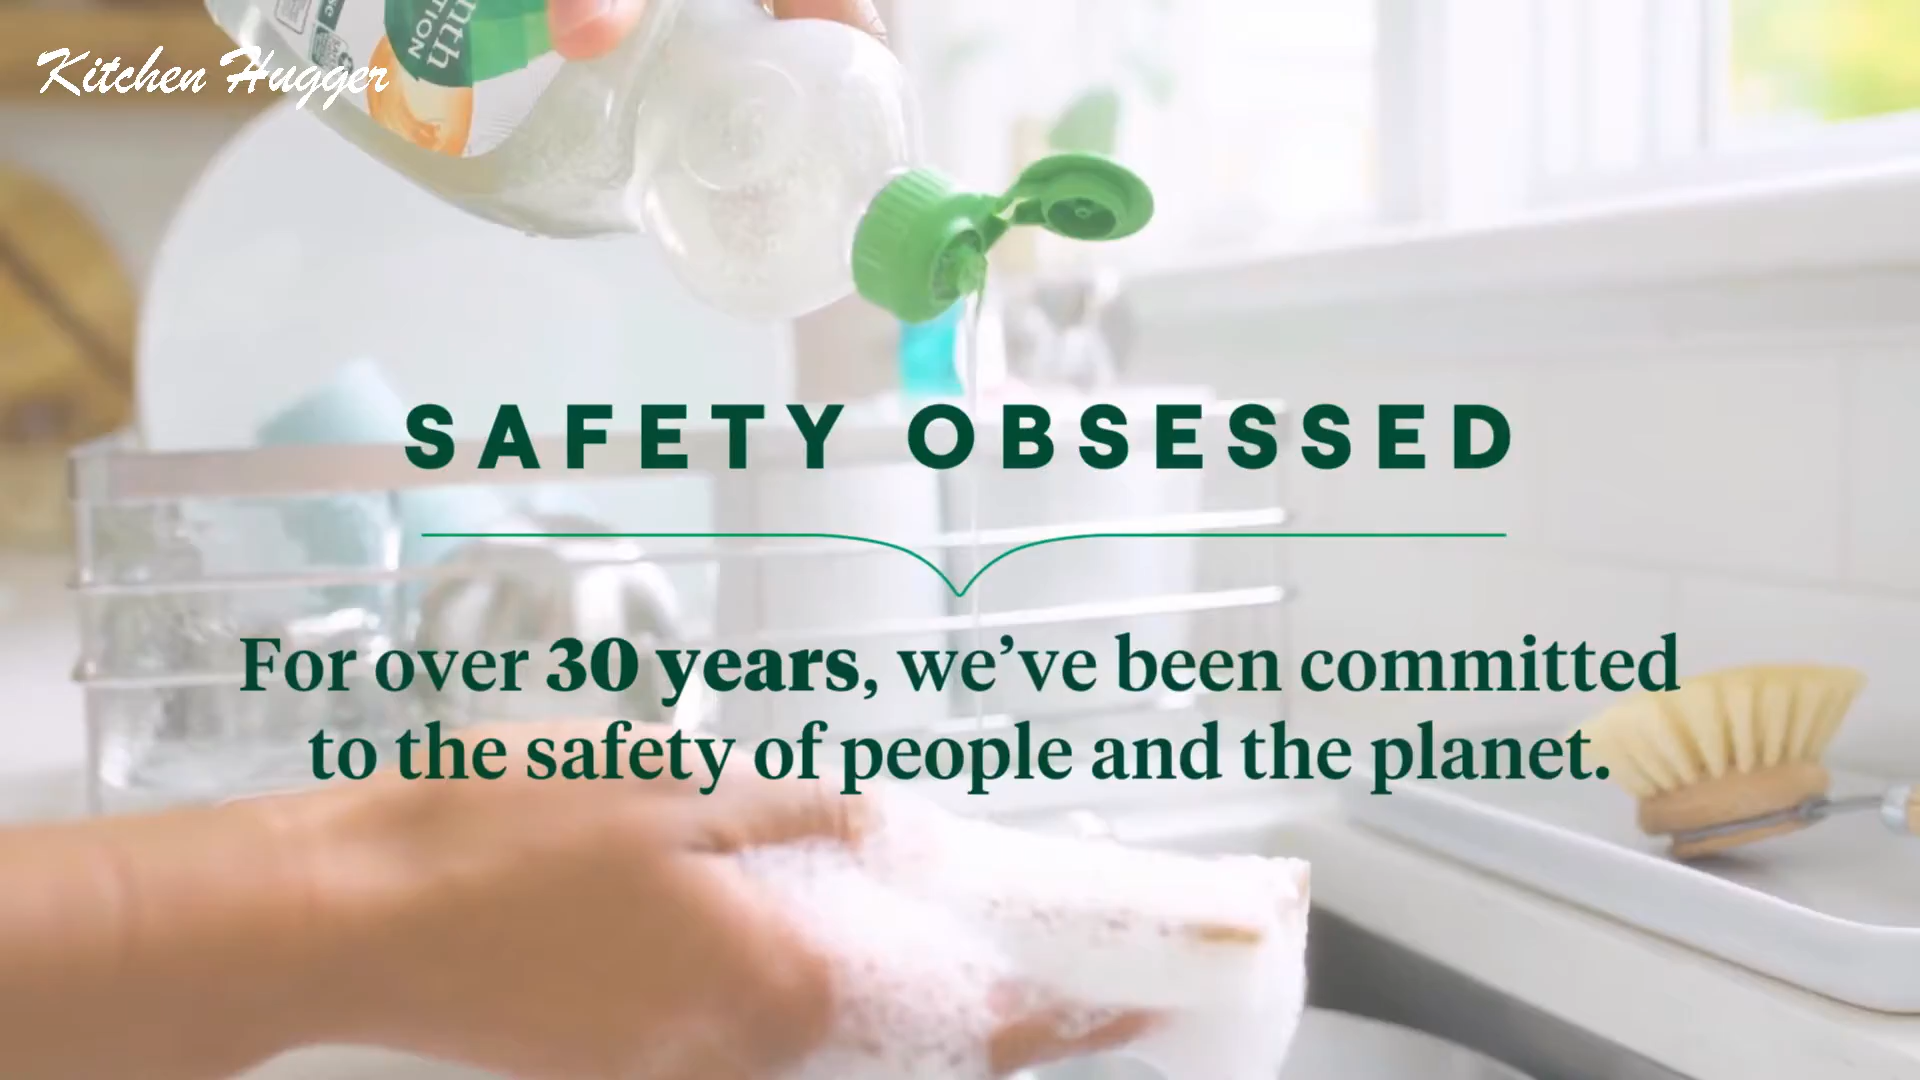 Kitchen Hugger
SAFETY OBSESSED
For over 30 years, we've been committed
to the safety of people and the planet.